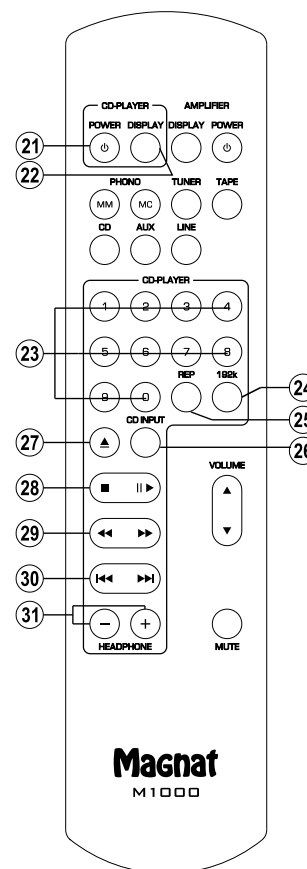 CD-PLAYER AMPLIFIER
POWER DISPLAY DISPLAY POWER
21
22
PHONO TUNER TAPE
MM MC
CD AUX LINE
CD-PLAYER
1 2 3 4
23
5 6 7 8
REP 192k
24
9 0
25
CD INPUT
26
27
VOLUME
28
29
30
31
HEADPHONE MUTE
Magnat
M1000